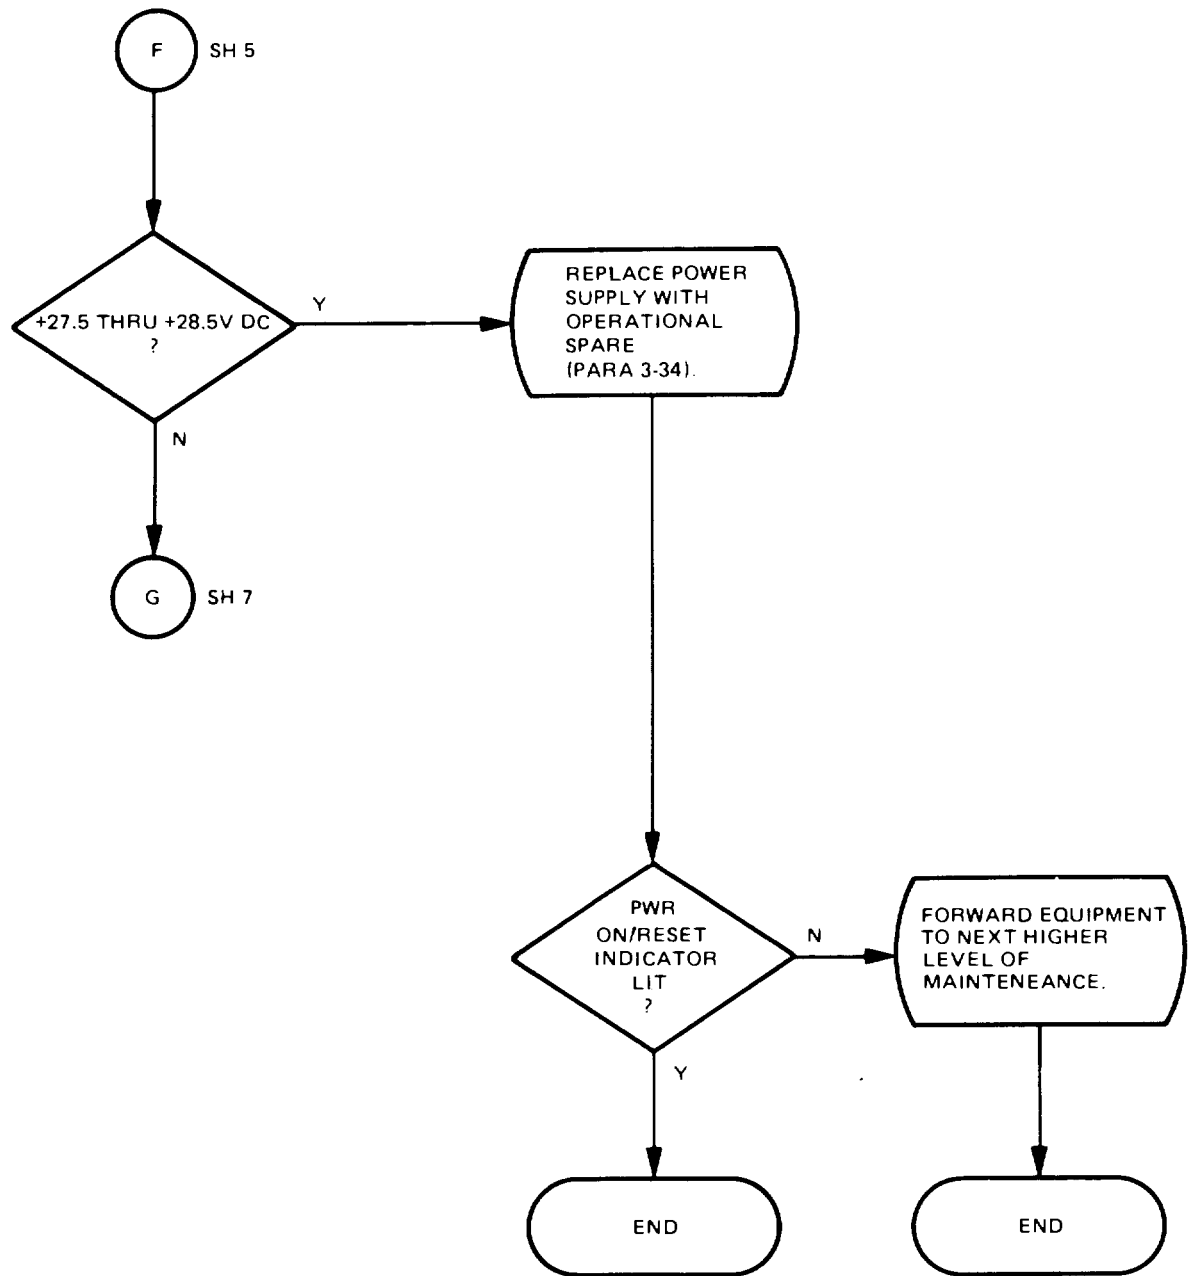 F SH 5
+27.5 THRU +28.5V DC
?
Y
REPLACE POWER
SUPPLY WITH
OPERATIONAL
SPARE
(PARA 3-34).
N
G SH 7
PWR
ON/RESET
INDICATOR
LIT
?
N
FORWARD EQUIPMENT
TO NEXT HIGHER
LEVEL OF
MAINTENEANCE.
Y
END
END